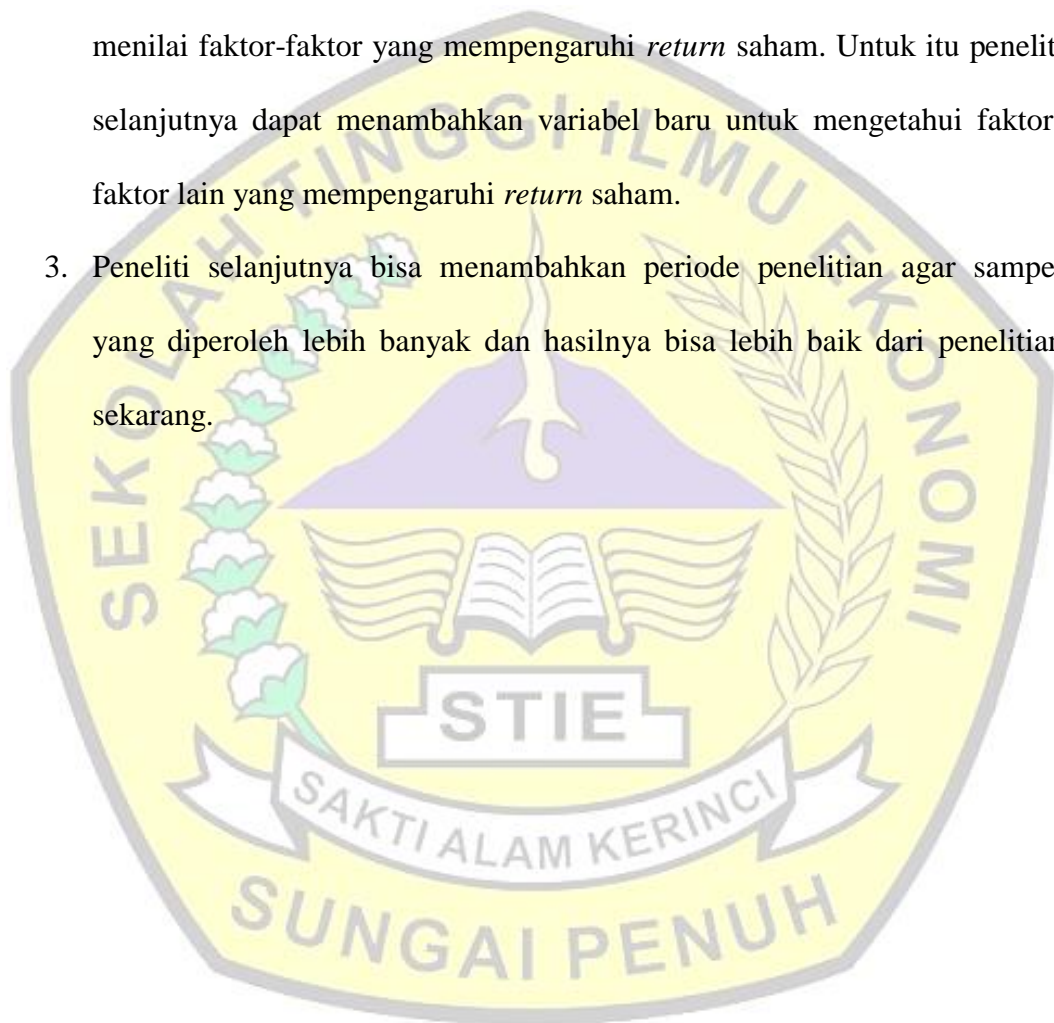 menilai faktor-faktor yang mempengaruhi return saham. Untuk itu penelit
selanjutnya dapat menambahkan variabel baru untuk mengetahui faktor
faktor lain yang mempengaruhi return saham.
3. Peneliti selanjutnya bisa menambahkan periode penelitian agar sampe
yang diperoleh lebih banyak dan hasilnya bisa lebih baik dari penelitian
sekarang.
SEKOLAH TINGGI ILMU EKONOMI
STIE
SAKTI ALAM KERINCI
SUNGAI PENUH